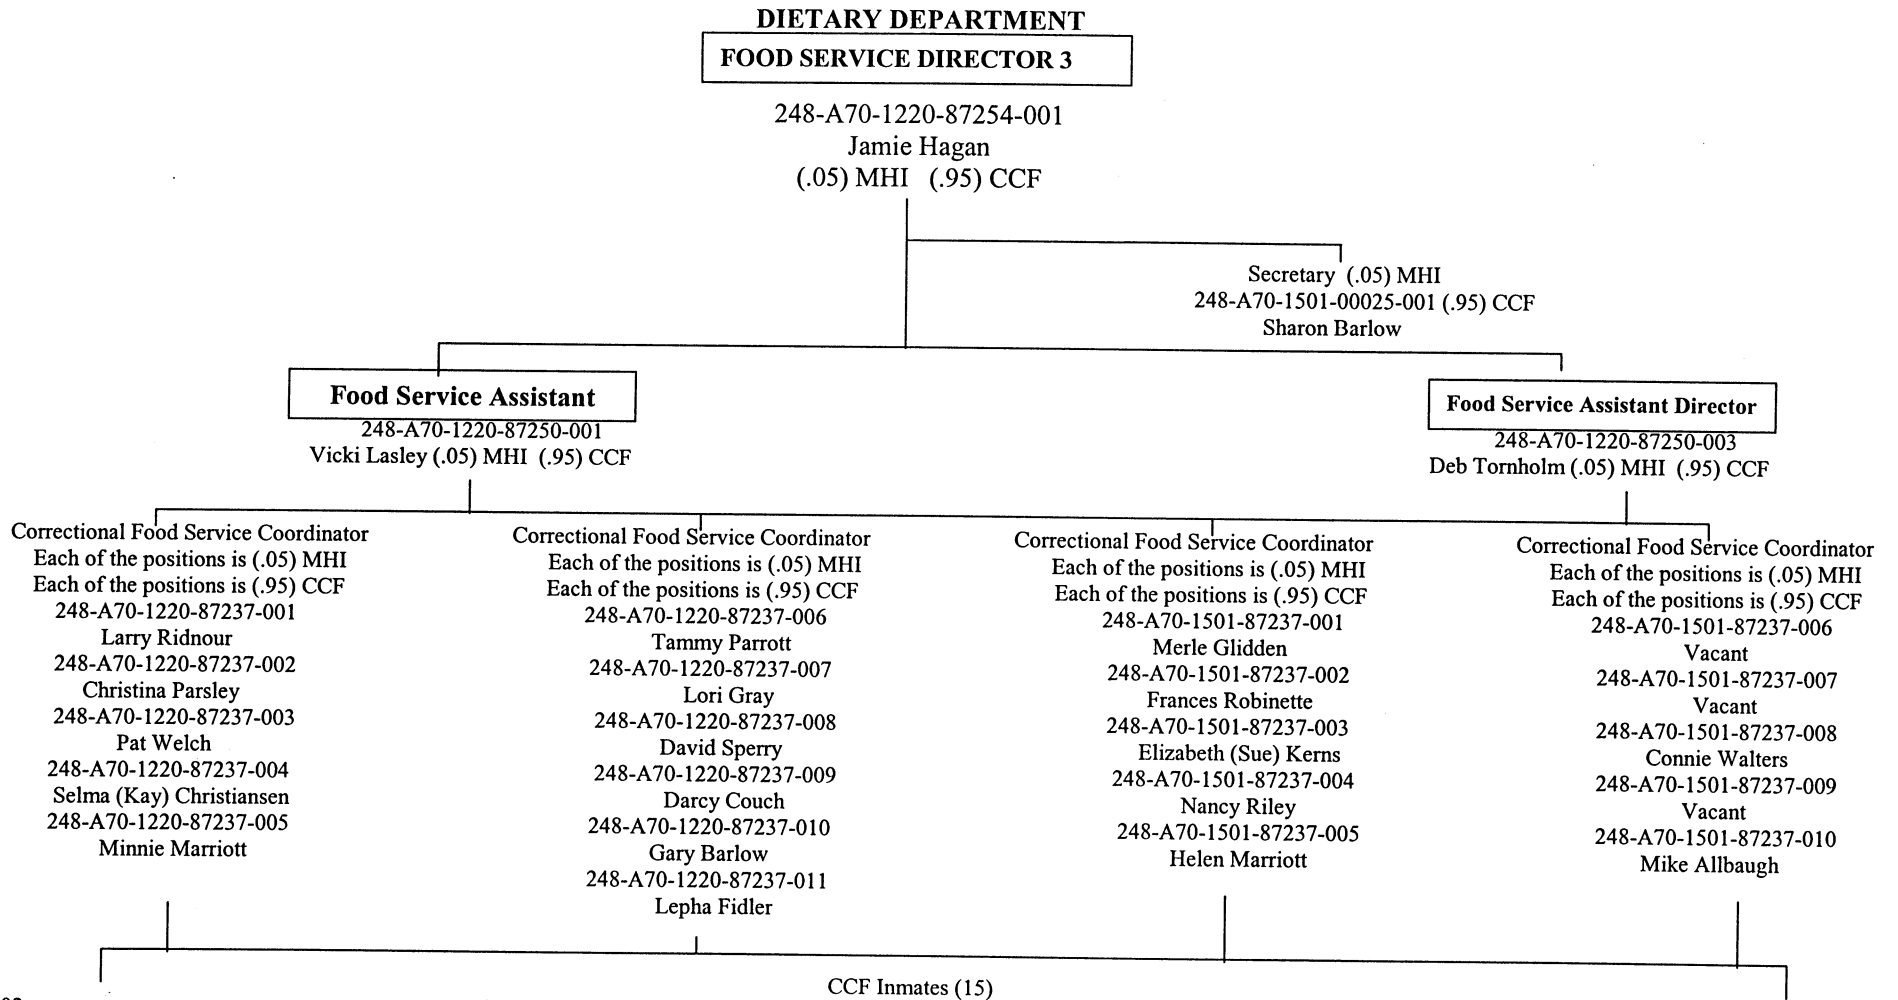 DIETARY DEPARTMENT
FOOD SERVICE DIRECTOR 3
248-A70-1220-87254-001
Jamie Hagan
(.05) MHI (.95) CCF
Secretary (.05) MHI
248-A70-1501-00025-001 (.95) CCF
Sharon Barlow
Food Service Assistant
248-A70-1220-87250-001
Vicki Lasley (.05) MHI (.95) CCF
Food Service Assistant Director
248-A70-1220-87250-003
Deb Tornholm (.05) MHI (.95) CCF
Correctional Food Service Coordinator
Each of the positions is (.05) MHI
Each of the positions is (.95) CCF
248-A70-1220-87237-001
Larry Ridnour
248-A70-1220-87237-002
Christina Parsley
248-A70-1220-87237-003
Pat Welch
248-A70-1220-87237-004
Selma (Kay) Christiansen
248-A70-1220-87237-005
Minnie Marriott
Correctional Food Service Coordinator
Each of the positions is (.05) MHI
Each of the positions is (.95) CCF
248-A70-1220-87237-006
Tammy Parrott
248-A70-1220-87237-007
Lori Gray
248-A70-1220-87237-008
David Sperry
248-A70-1220-87237-009
Darcy Couch
248-A70-1220-87237-010
Gary Barlow
248-A70-1220-87237-011
Lepha Fidler
Correctional Food Service Coordinator
Each of the positions is (.05) MHI
Each of the positions is (.95) CCF
248-A70-1501-87237-001
Merle Glidden
248-A70-1501-87237-002
Frances Robinette
248-A70-1501-87237-003
Elizabeth (Sue) Kerns
248-A70-1501-87237-004
Nancy Riley
248-A70-1501-87237-005
Helen Marriott
Correctional Food Service Coordinator
Each of the positions is (.05) MHI
Each of the positions is (.95) CCF
248-A70-1501-87237-006
Vacant
248-A70-1501-87237-007
Vacant
248-A70-1501-87237-008
Connie Walters
248-A70-1501-87237-009
Vacant
248-A70-1501-87237-010
Mike Allbaugh
CCF Inmates (15)